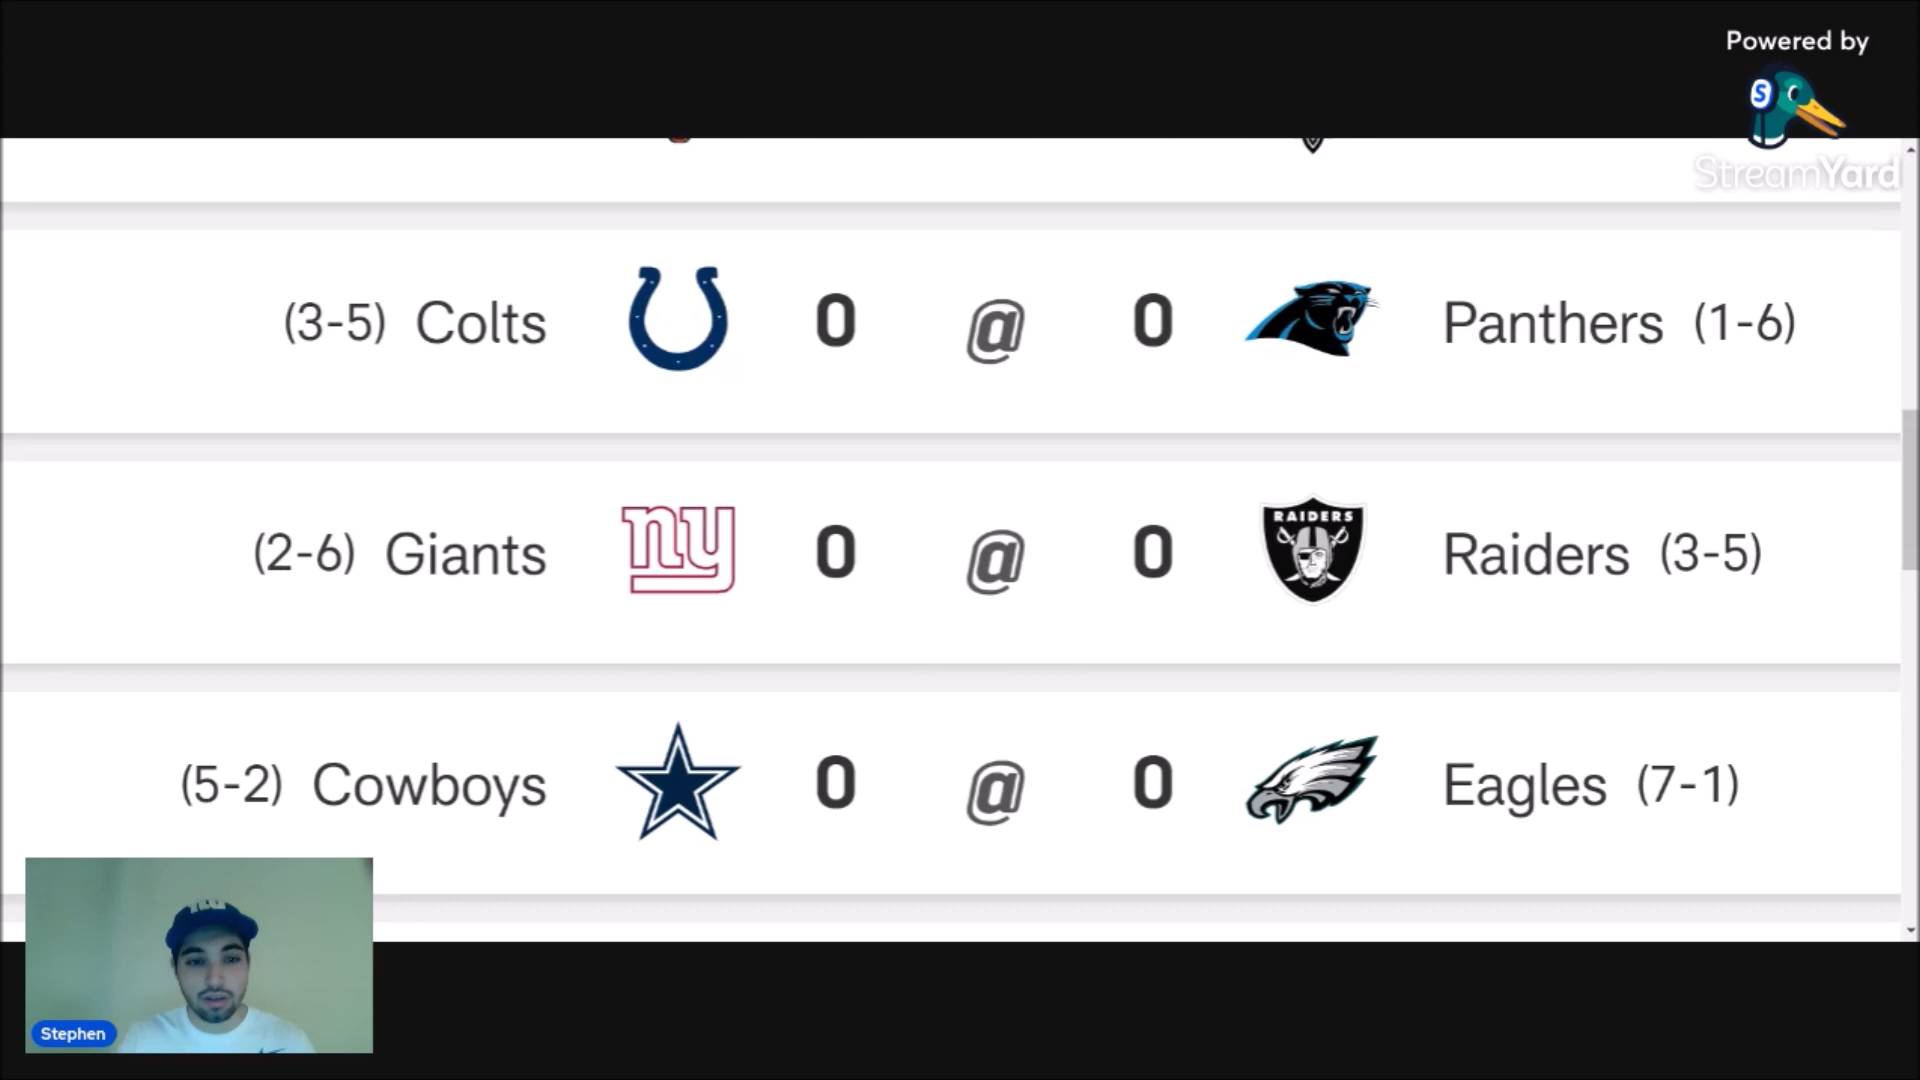 Powered by
S
StreamYard
(3-5) Colts 0 @ 0 Panthers (1-6)
(2-6) Giants ny 0 @ 0 RAIDERS Raiders (3-5)
(5-2) Cowboys 0 @ 0 Eagles (7-1)
Stephen